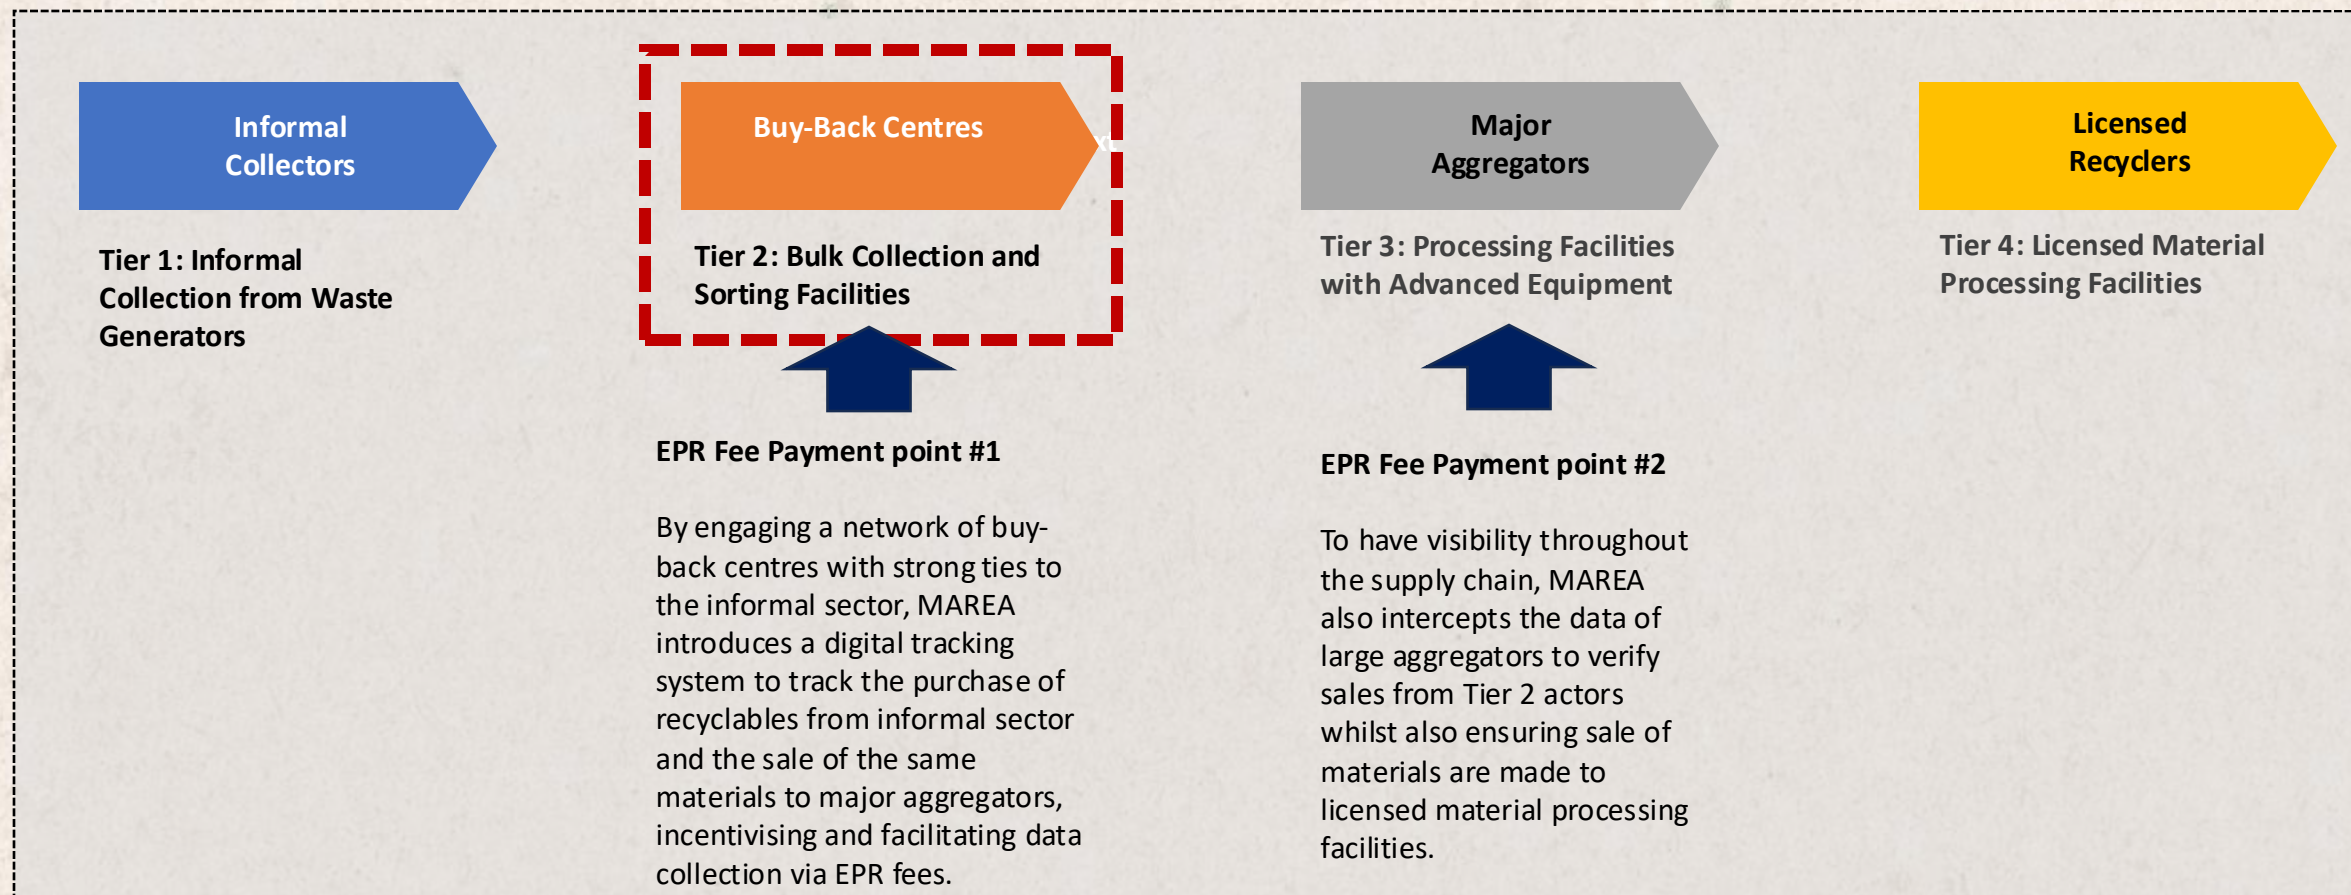 Informal
Collectors
Tier 1: Informal
Collection from Waste
Generators
Buy-Back Centres
Tier 2: Bulk Collection and
Sorting Facilities
EPR Fee Payment point #1
By engaging a network of buy-
back centres with strong ties to
the informal sector, MAREA
introduces a digital tracking
system to track the purchase of
recyclables from informal sector
and the sale of the same
materials to major aggregators,
incentivising and facilitating data
collection via EPR fees.
Major
Aggregators
Tier 3: Processing Facilities
with Advanced Equipment
EPR Fee Payment point #2
To have visibility throughout
the supply chain, MAREA
also intercepts the data of
large aggregators to verify
sales from Tier 2 actors
whilst also ensuring sale of
materials are made to
licensed material processing
facilities.
Licensed
Recyclers
Tier 4: Licensed Material
Processing Facilities